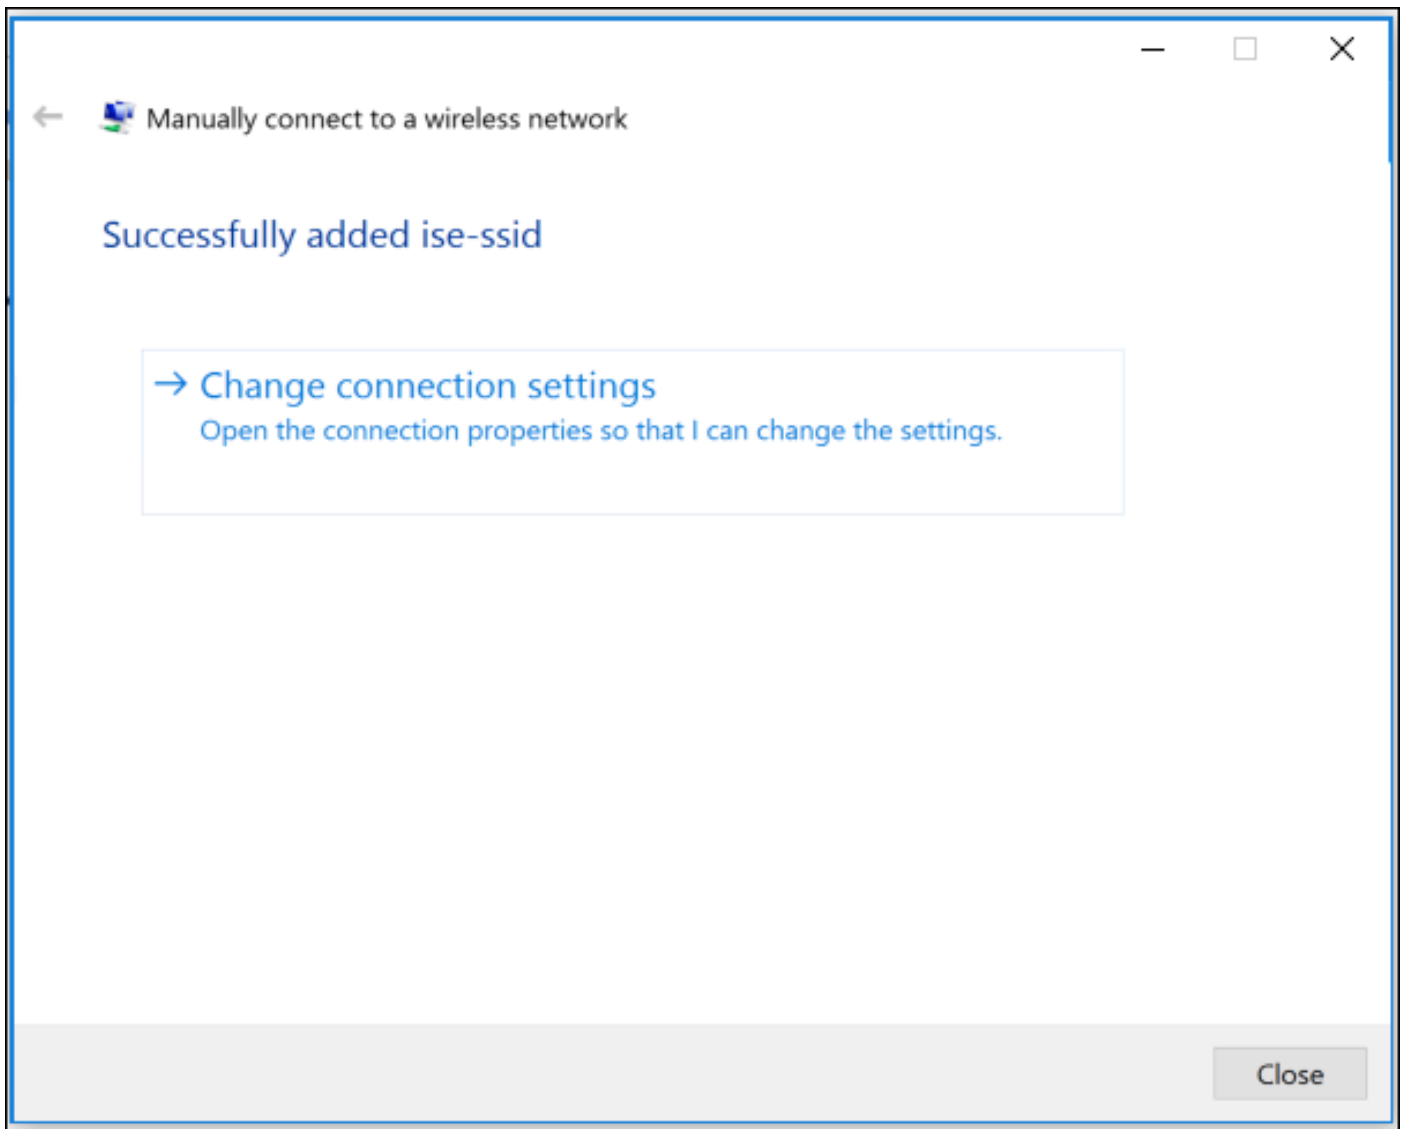 Manually connect to a wireless network
Successfully added ise-ssid
Change connection settings
Open the connection properties so that I can change the settings.
Close